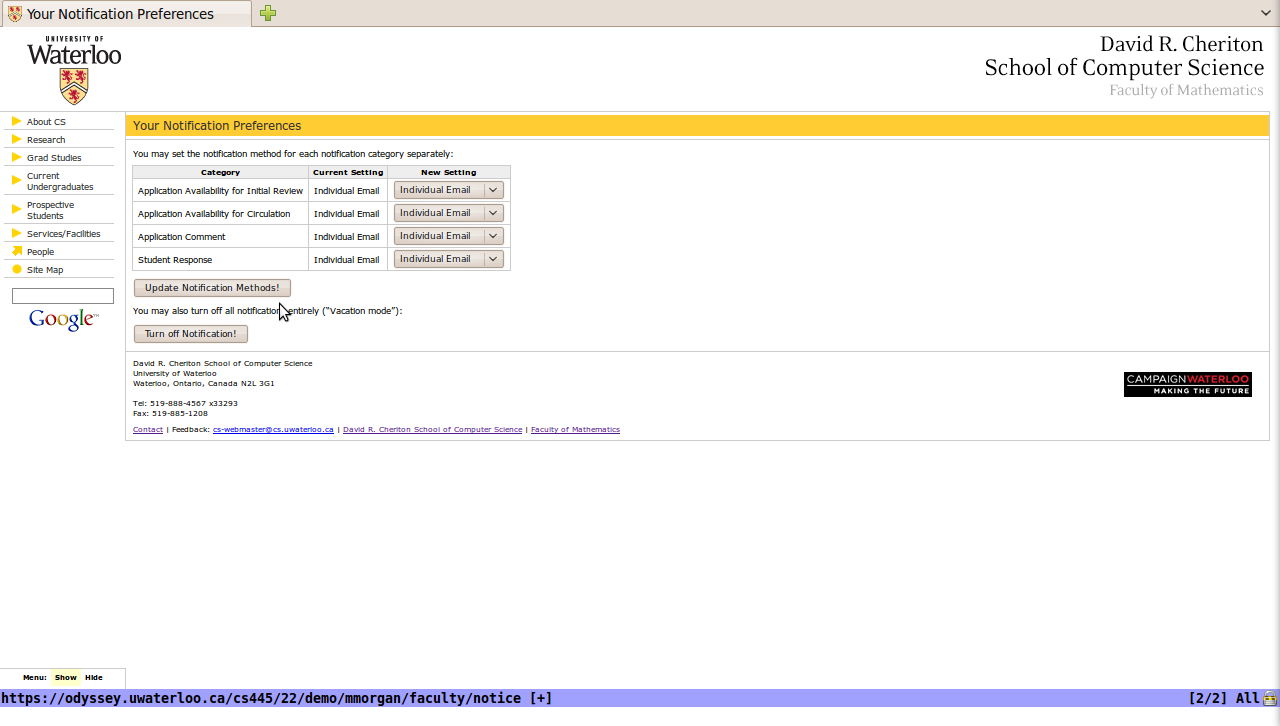 Your Notification Preferences
UNIVERSITY OF
Waterloo
David R. Cheriton
School of Computer Science
Faculty of Mathematics
About CS
Research
Grad Studies
Current
Undergraduates
Prospective
Students
Services/Facilities
People
Site Map
Google™
Your Notification Preferences
You may set the notification method for each notification category separately:
Category Current Setting New Setting
Application Availability for Initial Review Individual Email Individual Email
Application Availability for Circulation Individual Email Individual Email
Application Comment Individual Email Individual Email
Student Response Individual Email Individual Email
Update Notification Methods!
You may also turn off all notification entirely ("Vacation mode"):
Turn off Notification!
David R. Cheriton School of Computer Science
University of Waterloo
Waterloo, Ontario, Canada N2L 3G1
Tel: 519-888-4567 x33293
Fax: 519-885-1208
Contact | Feedback: cs-webmaster@cs.uwaterloo.ca | David R. Cheriton School of Computer Science | Faculty of Mathematics
CAMPAIGNWATERLOO
MAKING THE FUTURE
Menu: Show Hide
https://odyssey.uwaterloo.ca/cs445/22/demo/mmorgan/faculty/notice [+] [2/2] All